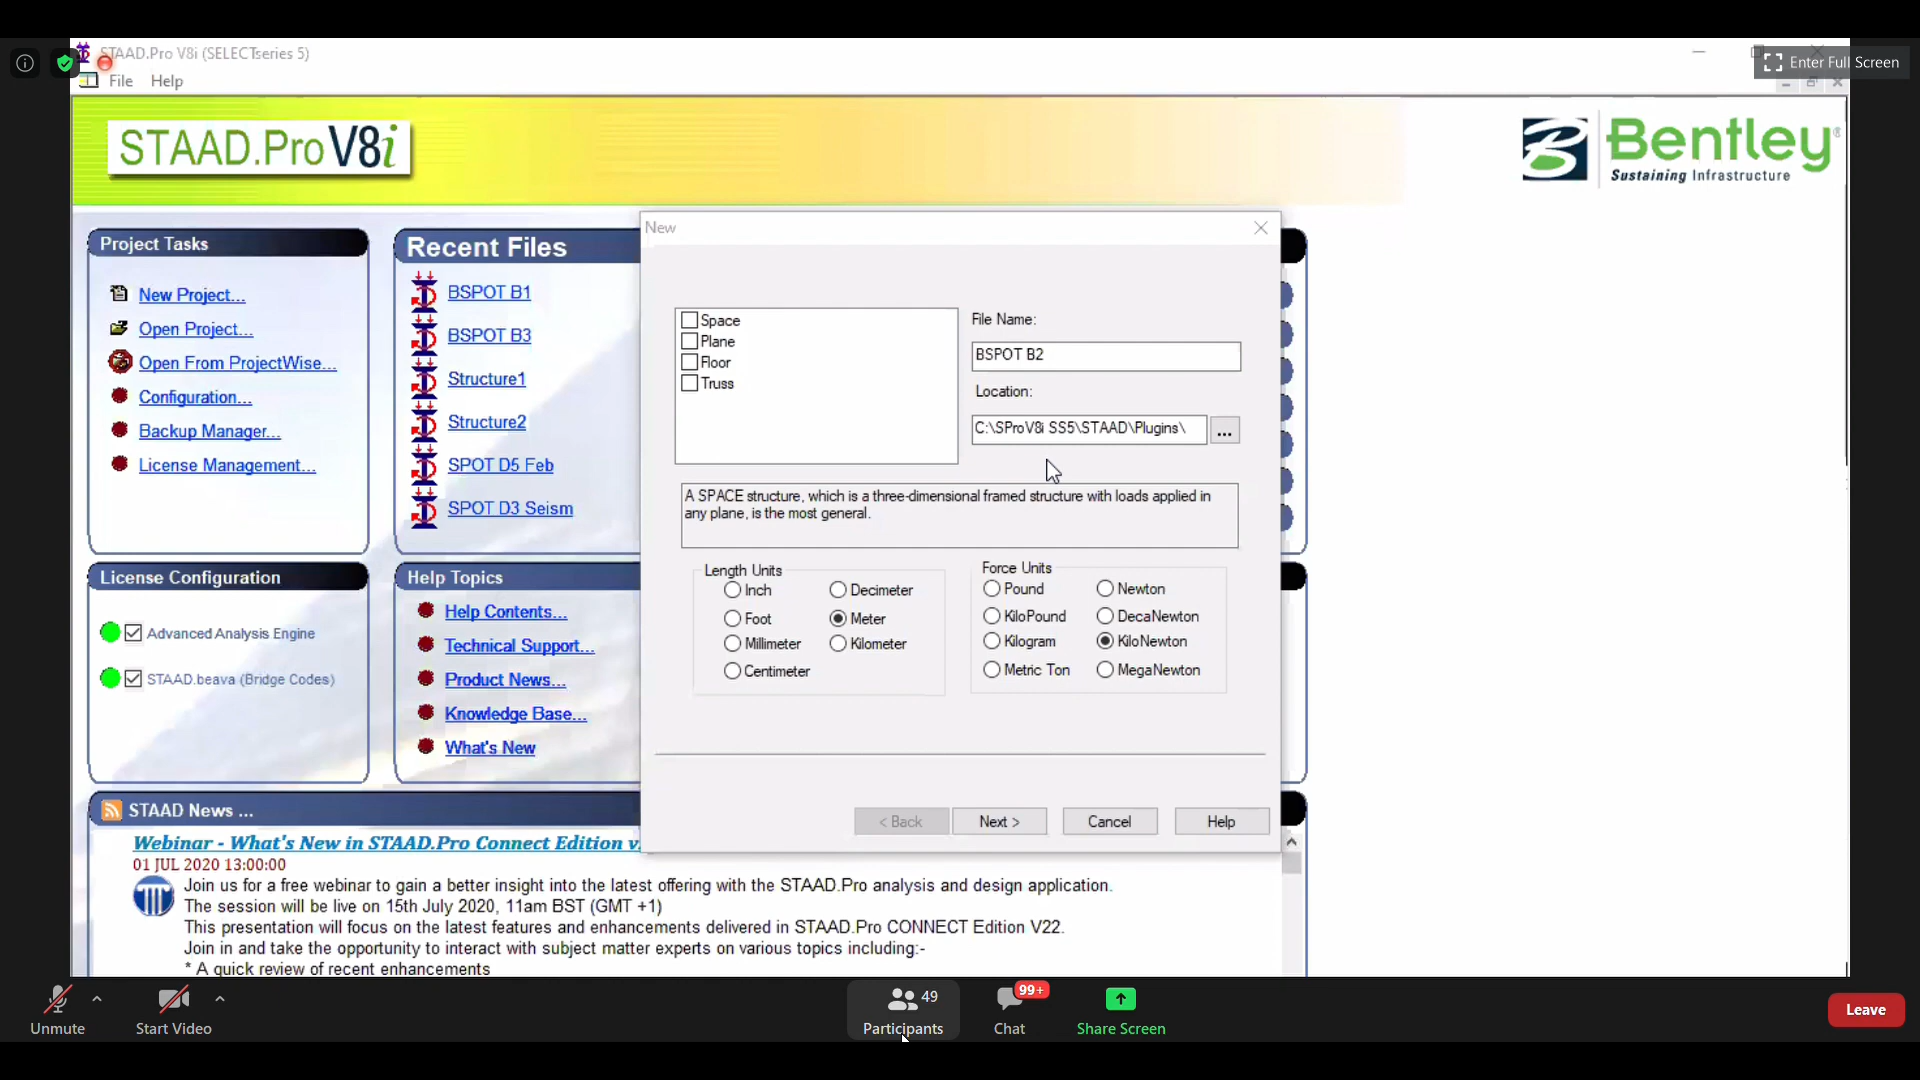 STAAD.Pro V8i (SELECTseries 5)
Enter Full Screen
File Help
STAAD.Pro V8i
Bentley®
Sustaining Infrastructure
Project Tasks
New Project...
Open Project...
Open From ProjectWise...
Configuration...
Backup Manager...
License Management...
Recent Files
BSPOT B1
BSPOT B3
Structure1
Structure2
SPOT D5 Feb
SPOT D3 Seism
New
Space
Plane
Floor
Truss
File Name:
BSPOT B2
Location:
C:\SProV8i SS5\STAAD\Plugins\
...
A SPACE structure, which is a three-dimensional framed structure with loads applied in
any plane, is the most general.
Length Units
Inch
Decimeter
Foot
Meter
Millimeter
Kilometer
Centimeter
Force Units
Pound
Newton
KiloPound
DecaNewton
Kilogram
KiloNewton
Metric Ton
MegaNewton
< Back
Next >
Cancel
Help
License Configuration
Advanced Analysis Engine
STAAD.beava (Bridge Codes)
Help Topics
Help Contents...
Technical Support...
Product News...
Knowledge Base...
What's New
STAAD News ...
Webinar - What's New in STAAD.Pro Connect Edition v
01 JUL 2020 13:00:00
Join us for a free webinar to gain a better insight into the latest offering with the STAAD.Pro analysis and design application.
The session will be live on 15th July 2020, 11am BST (GMT +1)
This presentation will focus on the latest features and enhancements delivered in STAAD.Pro CONNECT Edition V22.
Join in and take the opportunity to interact with subject matter experts on various topics including:-
* A quick review of recent enhancements
Unmute
Start Video
49
Participants
99+
Chat
Share Screen
Leave